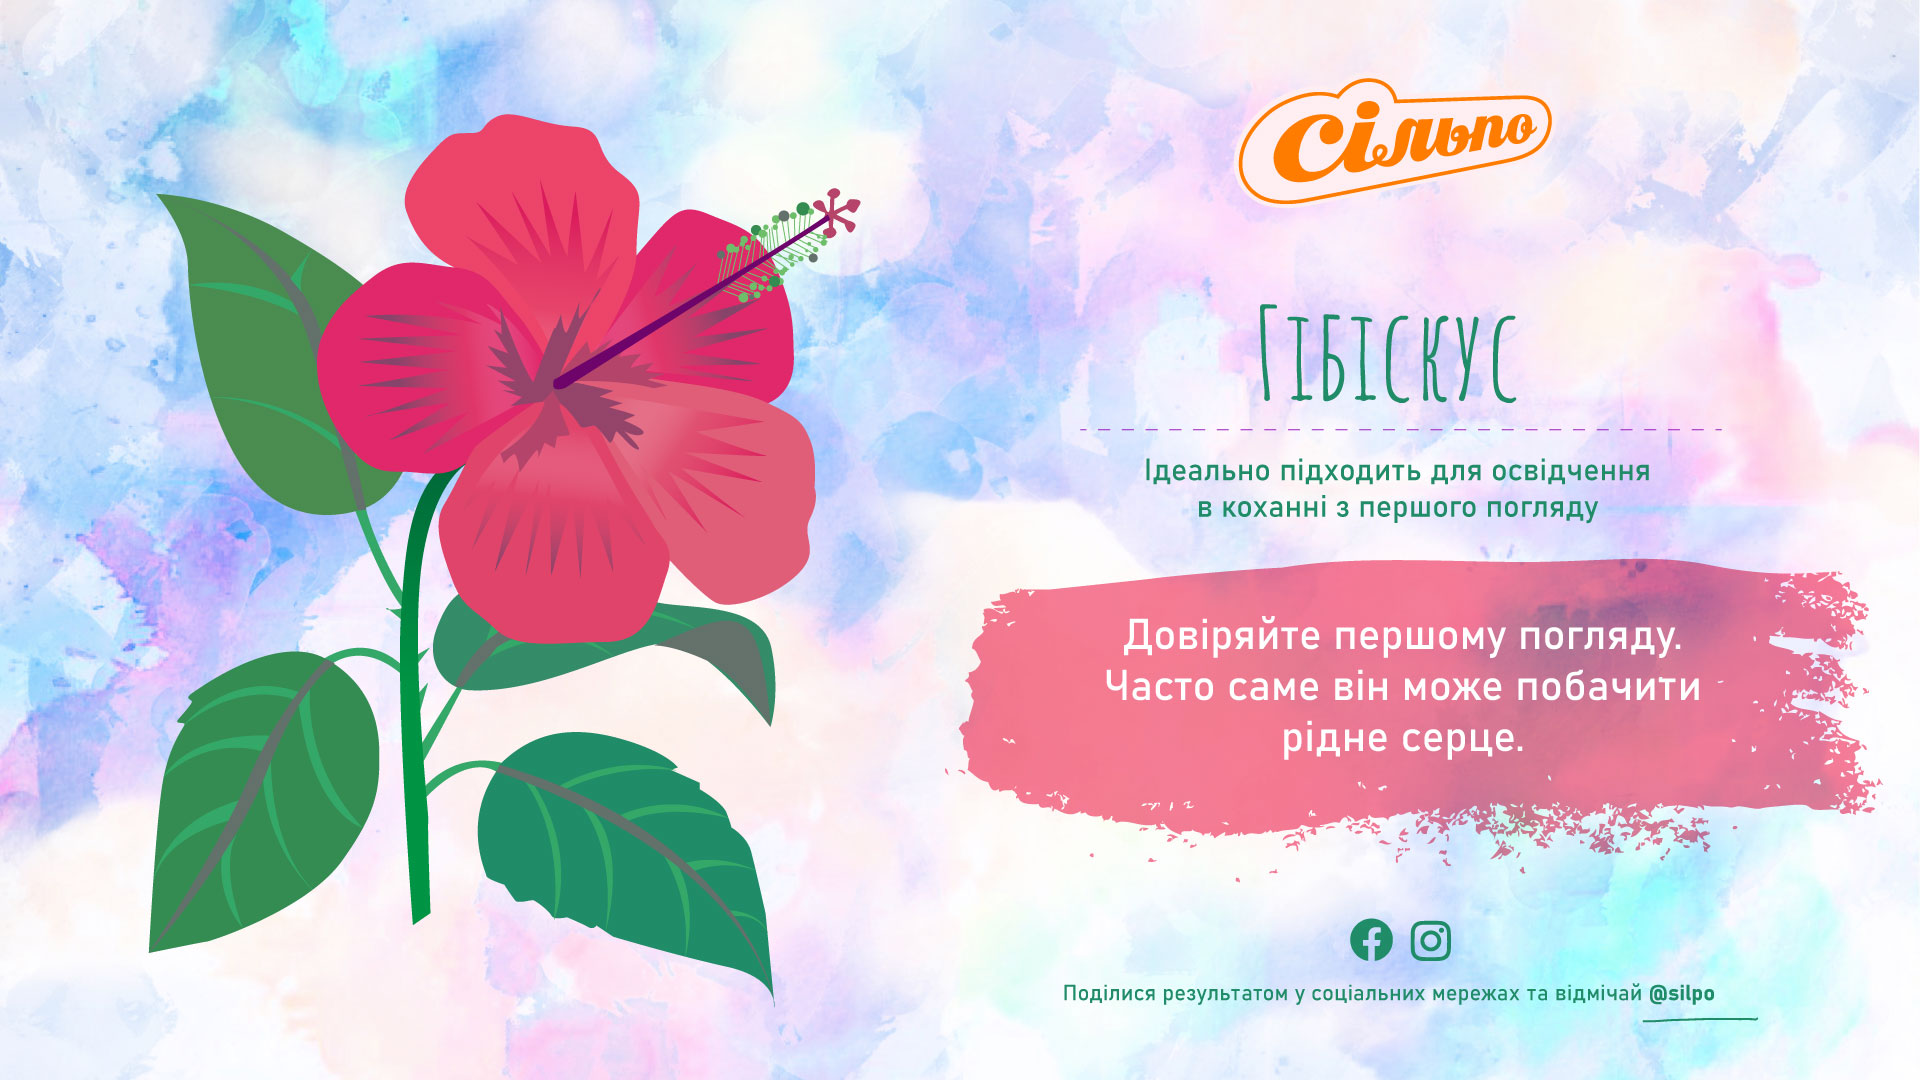 Сільпо
Гібіскус
Ідеально підходить для освідчення
в коханні з першого погляду
Довіряйте першому погляду.
Часто саме він може побачити
рідне серце.
Поділися результатом у соціальних мережах та відмічай @silpo